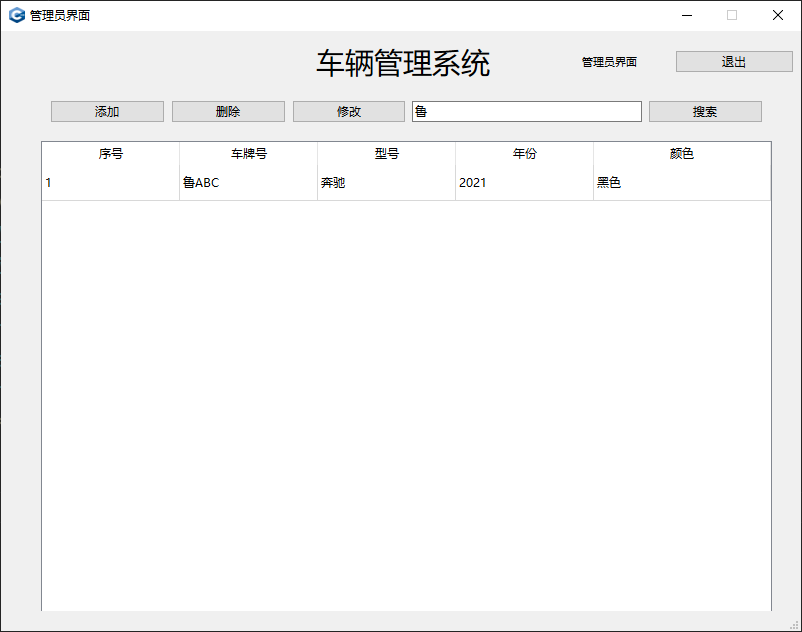 管理员界面
车辆管理系统
管理员界面
退出
添加 删除 修改 鲁 搜索
序号 车牌号 型号 年份 颜色
1 鲁ABC 奔驰 2021 黑色